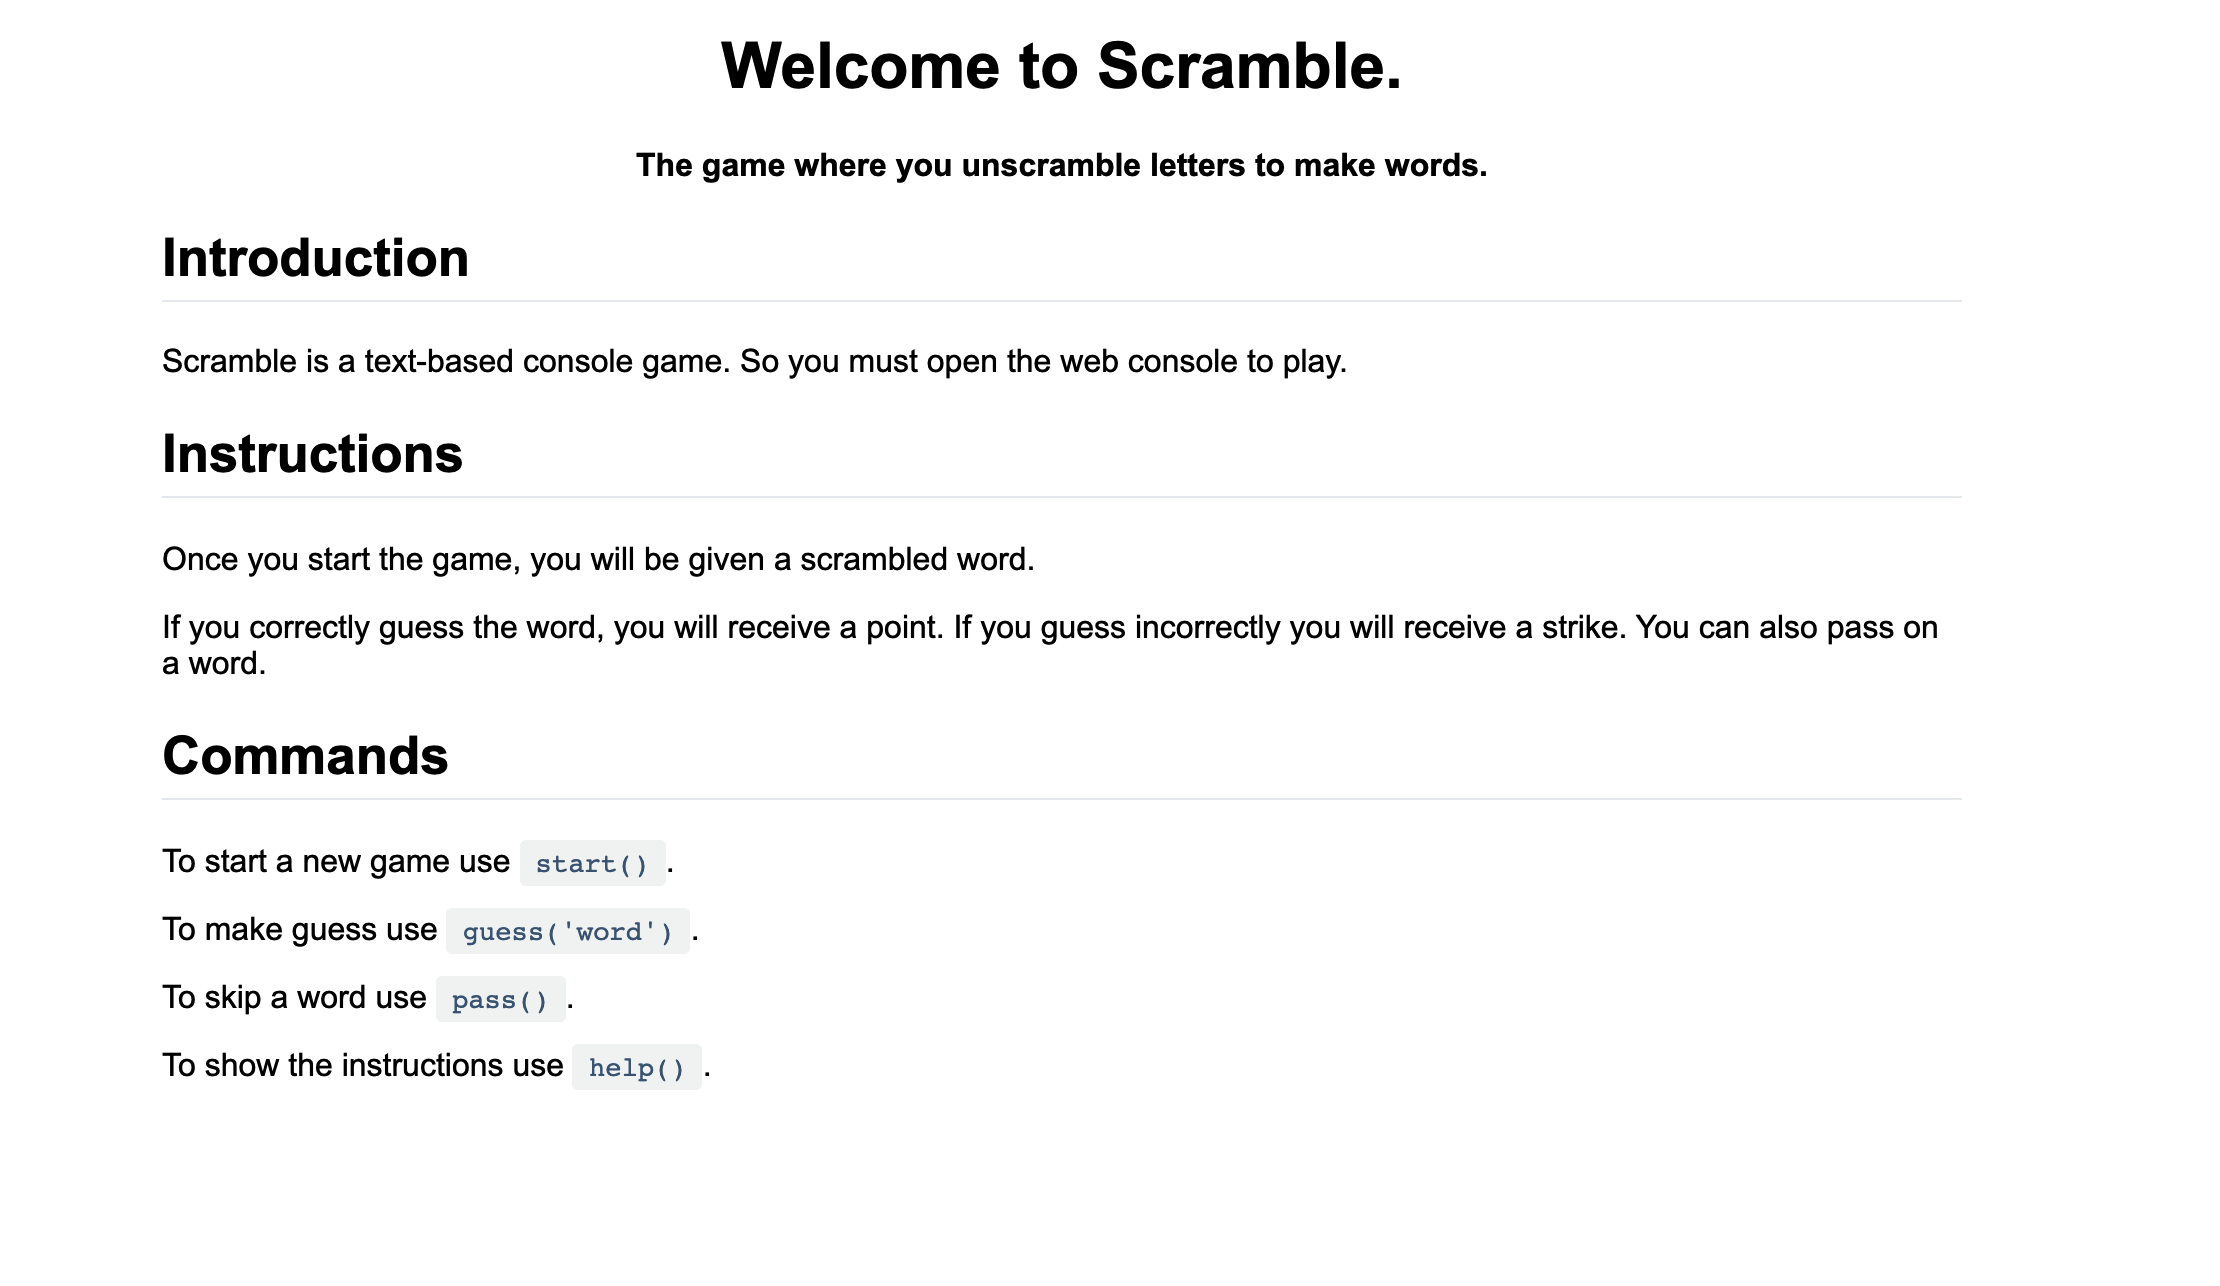 Welcome to Scramble.
The game where you unscramble letters to make words.
Introduction
Scramble is a text-based console game. So you must open the web console to play.
Instructions
Once you start the game, you will be given a scrambled word.
If you correctly guess the word, you will receive a point. If you guess incorrectly you will receive a strike. You can also pass on
a word.
Commands
To start a new game use start().
To make guess use guess('word').
To skip a word use pass().
To show the instructions use help().